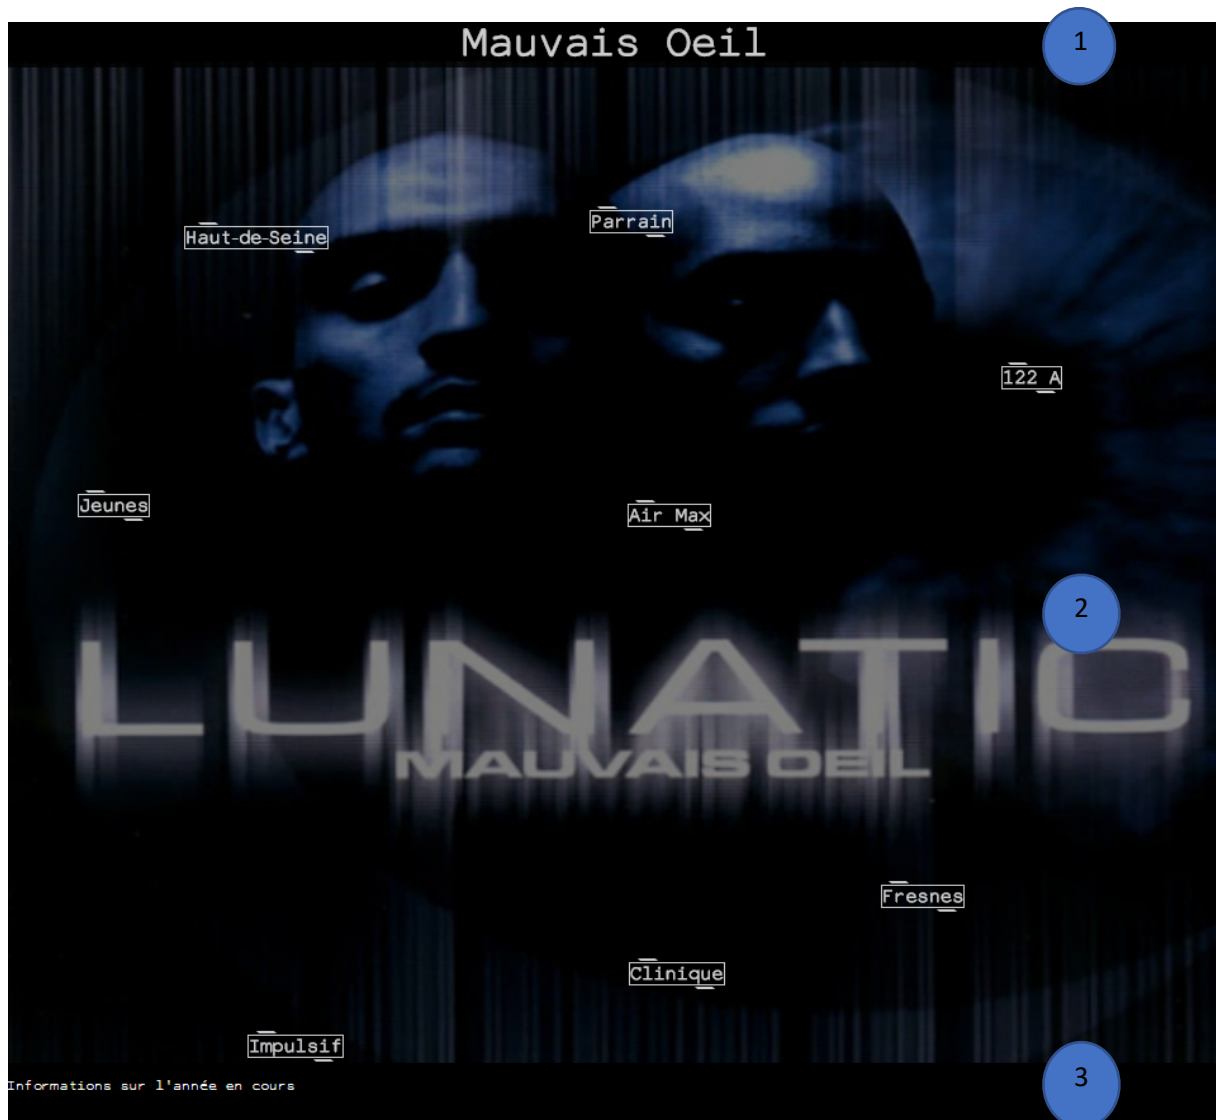 Mauvais Oeil
1
Parrain
Haut-de-Seine
122 A
Jeunes
Air Max
2
LUNATIC
MAUVAIS OEIL
Fresnes
Clinique
Impulsif
3
Informations sur l'année en cours